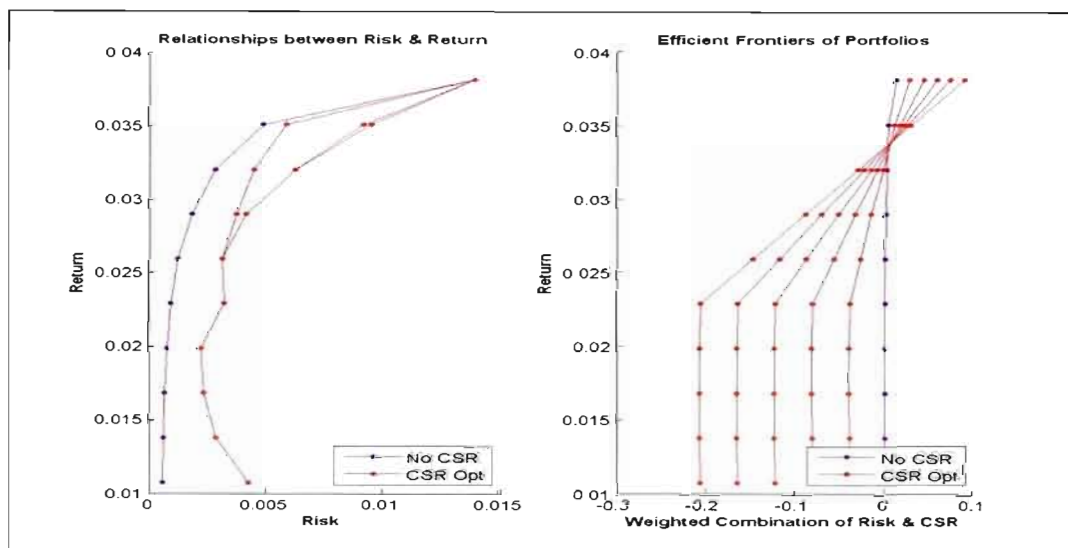 Relationships between Risk & Return
0.04
0.035
0.03
0.025
0.02
0.015
0.01
Return
0
0.005
0.01
0.015
Risk
No CSR
CSR Opt
Efficient Frontiers of Portfolios
0.04
0.035
0.03
0.025
0.02
0.015
0.01
Return
-0.3
-0.2
-0.1
0
0.1
Weighted Combination of Risk & CSR
No CSR
CSR Opt